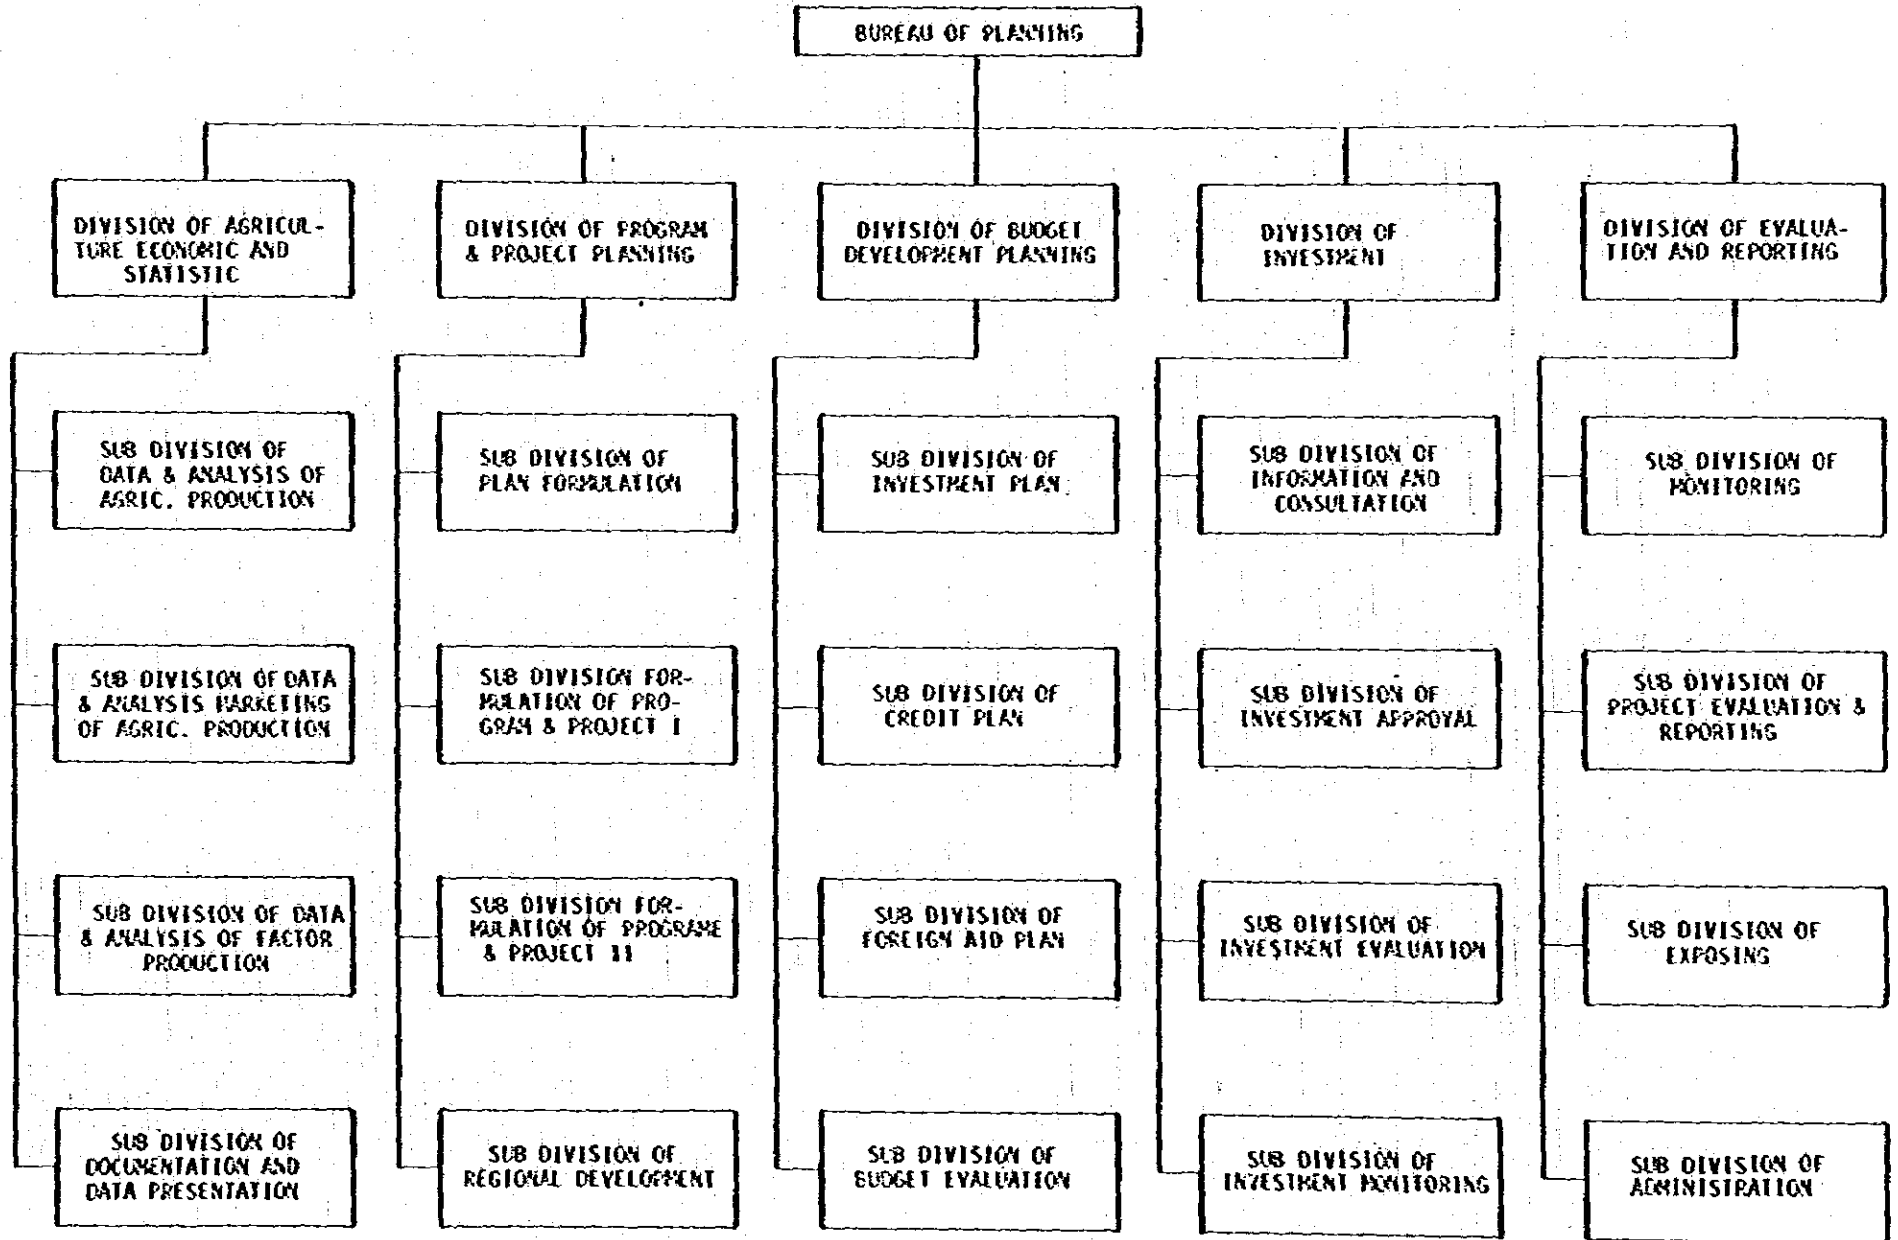 BUREAU OF PLANNING
DIVISION OF AGRICUL-
TURE ECONOMIC AND
STATISTIC
DIVISION OF PROGRAM
& PROJECT PLANNING
DIVISION OF BUDGET
DEVELOPMENT PLANNING
DIVISION OF
INVESTMENT
DIVISION OF EVALUA-
TION AND REPORTING
SUB DIVISION OF
DATA & ANALYSIS OF
AGRIC. PRODUCTION
SUB DIVISION OF
PLAN FORMULATION
SUB DIVISION OF
INVESTMENT PLAN
SUB DIVISION OF
INFORMATION AND
CONSULTATION
SUB DIVISION OF
MONITORING
SUB DIVISION OF DATA
& ANALYSIS MARKETING
OF AGRIC. PRODUCTION
SUB DIVISION FOR-
MULATION OF PRO-
GRAM & PROJECT I
SUB DIVISION OF
CREDIT PLAN
SUB DIVISION OF
INVESTMENT APPROVAL
SUB DIVISION OF
PROJECT EVALUATION &
REPORTING
SUB DIVISION OF DATA
& ANALYSIS OF FACTOR
PRODUCTION
SUB DIVISION FOR-
MULATION OF PROGRAME
& PROJECT II
SUB DIVISION OF
FOREIGN AID PLAN
SUB DIVISION OF
INVESTMENT EVALUATION
SUB DIVISION OF
EXPOSING
SUB DIVISION OF
DOCUMENTATION AND
DATA PRESENTATION
SUB DIVISION OF
REGIONAL DEVELOPMENT
SUB DIVISION OF
BUDGET EVALUATION
SUB DIVISION OF
INVESTMENT MONITORING
SUB DIVISION OF
ADMINISTRATION